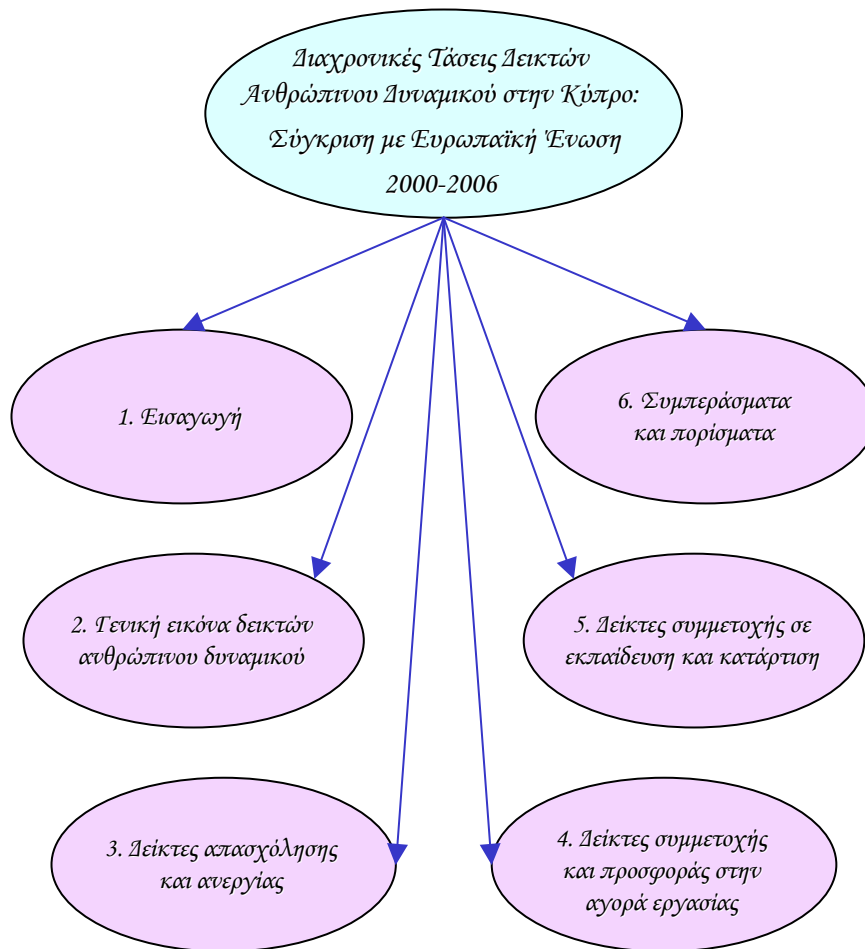 Διαχρονικές Τάσεις Δεικτών
Ανθρώπινου Δυναμικού στην Κύπρο:
Σύγκριση με Ευρωπαϊκή Ένωση
2000-2006
1. Εισαγωγή
2. Γενική εικόνα δεικτών
ανθρώπινου δυναμικού
3. Δείκτες απασχόλησης
και ανεργίας
4. Δείκτες συμμετοχής
και προσφοράς στην
αγορά εργασίας
5. Δείκτες συμμετοχής σε
εκπαίδευση και κατάρτιση
6. Συμπεράσματα
και πορίσματα